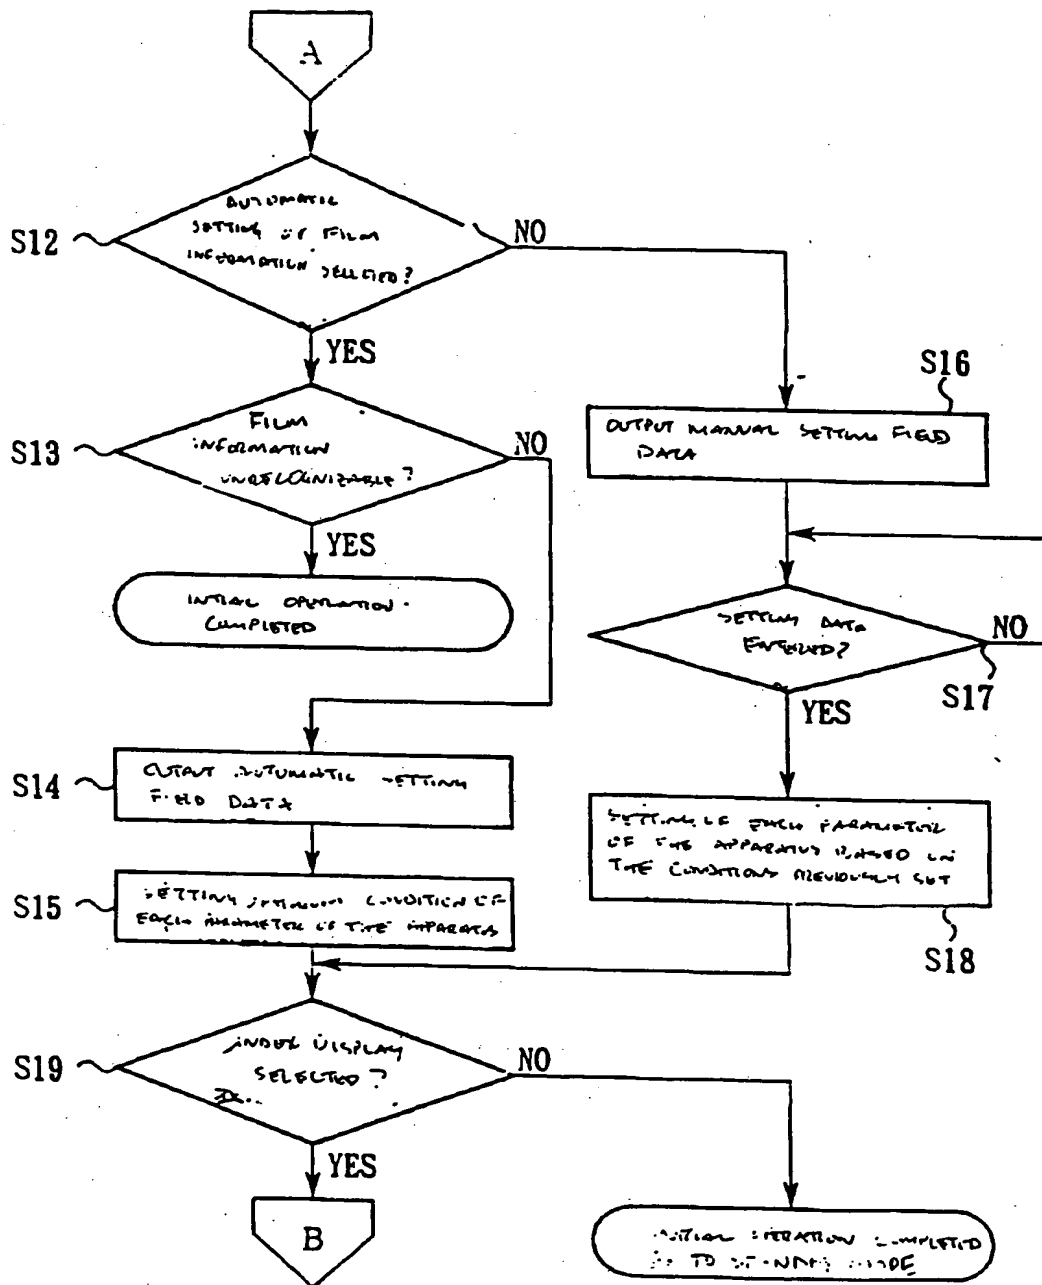 A
AUTOMATIC
SETTING OF FILM
INFORMATION SELECTED?
S12
NO
YES
S16
FILM
INFORMATION
UNRECOGNIZABLE?
S13
NO
OUTPUT MANUAL SETTING FIELD
DATA
YES
INITIAL OPERATION
COMPLETED
SETTING DATA
ENTERED?
NO
S17
YES
S14
OUTPUT AUTOMATIC SETTING
FIELD DATA
SETTING OF EACH PARAMETER
OF THE APPARATUS BASED ON
THE CONDITIONS PREVIOUSLY SET
S15
SETTING OPTIMUM CONDITION OF
EACH PARAMETER OF THE APPARATUS
S18
INDEX DISPLAY
SELECTED?
S19
NO
YES
B
INITIAL OPERATION COMPLETED
TO MODE